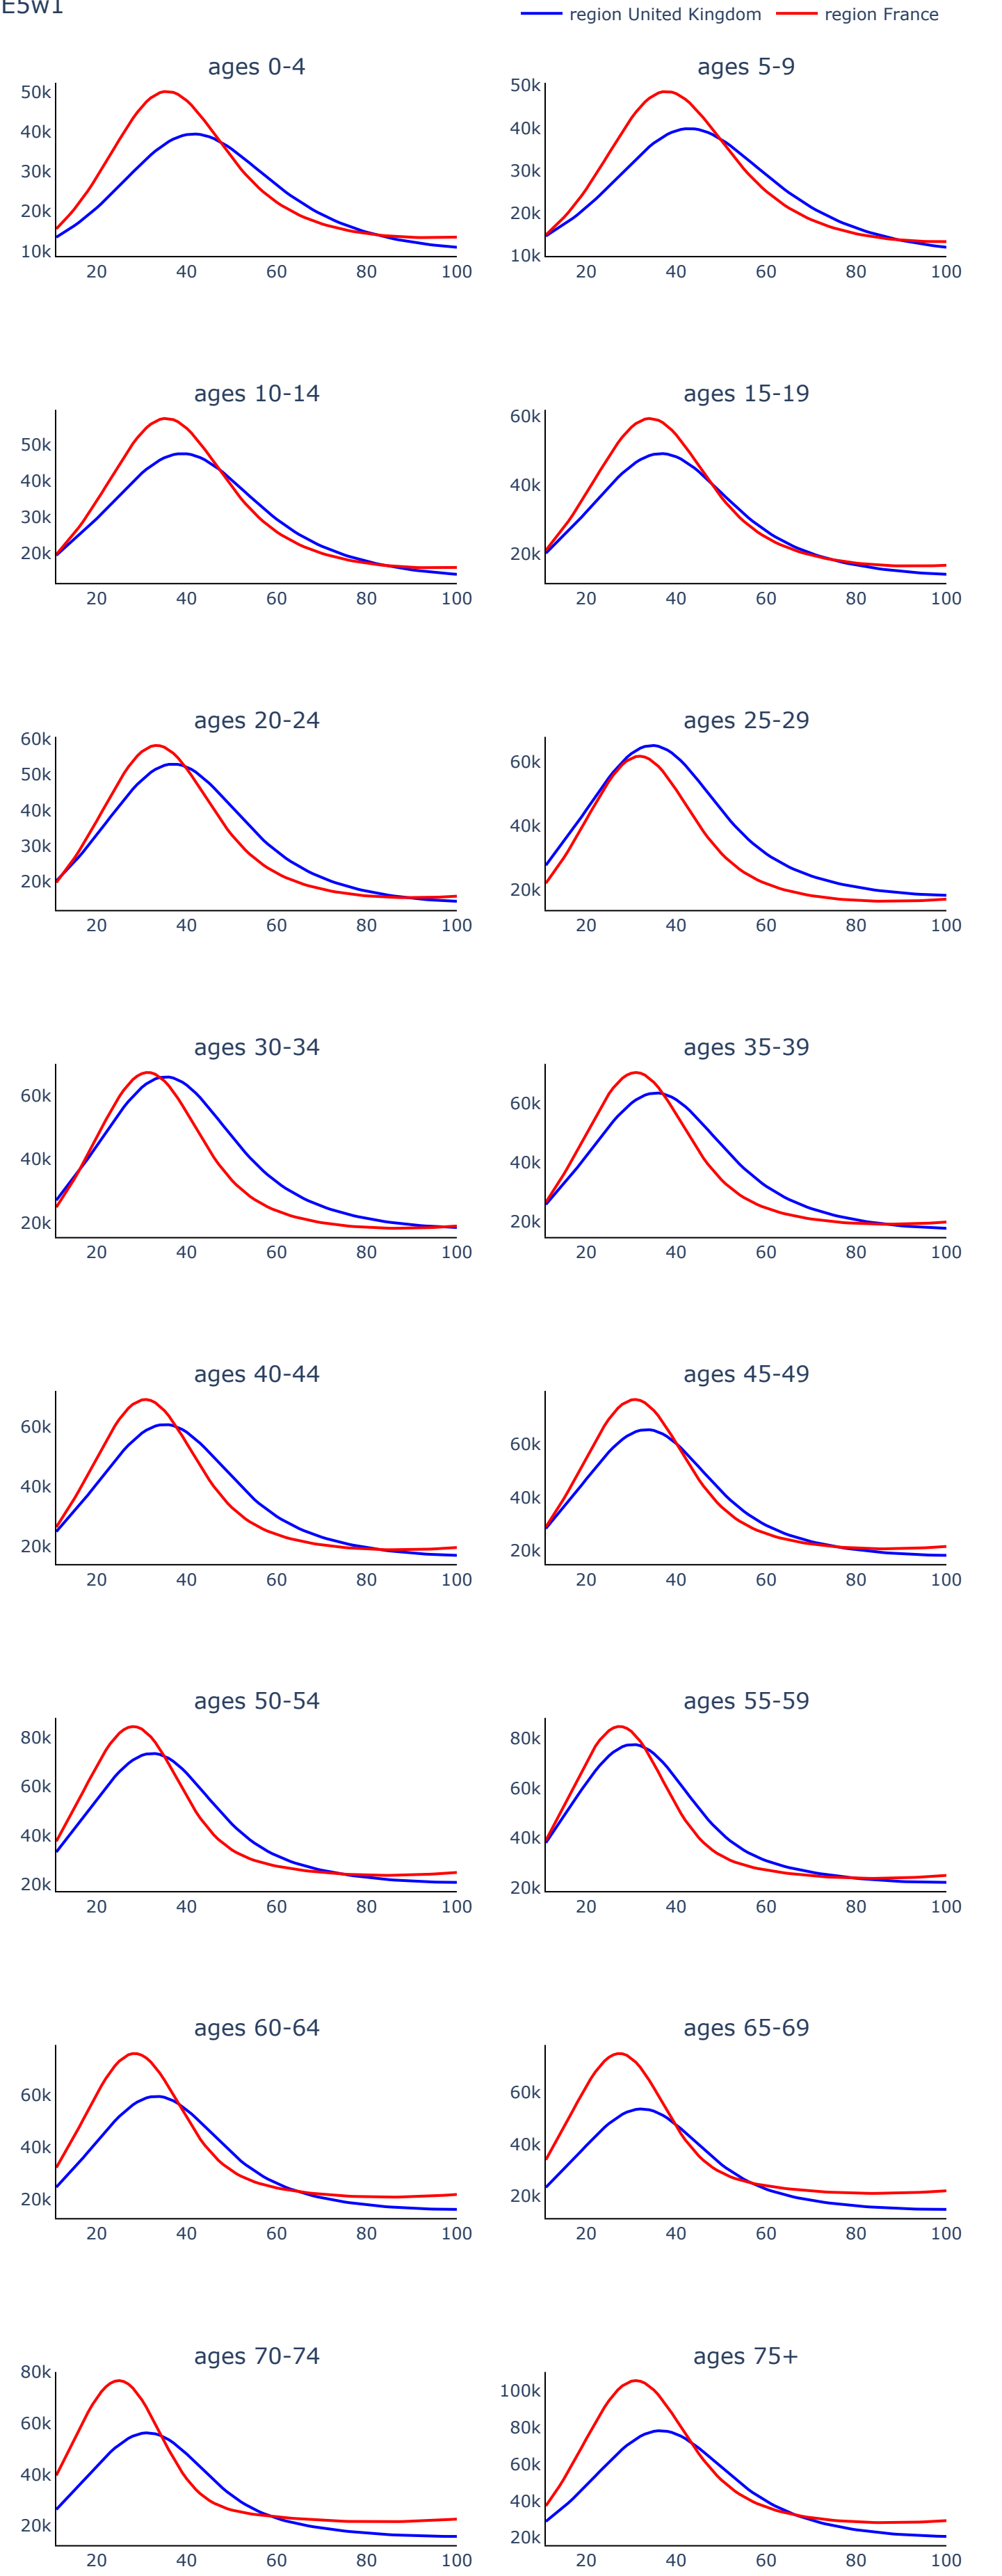 E5w1
region United Kingdom region France
ages 0-4 ages 5-9
50k
40k
30k
20k
10k
20 40 60 80 100
50k
40k
30k
20k
10k
20 40 60 80 100
ages 10-14 ages 15-19
50k
40k
30k
20k
20 40 60 80 100
60k
40k
20k
20 40 60 80 100
ages 20-24 ages 25-29
60k
50k
40k
30k
20k
20 40 60 80 100
60k
40k
20k
20 40 60 80 100
ages 30-34 ages 35-39
60k
40k
20k
20 40 60 80 100
60k
40k
20k
20 40 60 80 100
ages 40-44 ages 45-49
60k
40k
20k
20 40 60 80 100
60k
40k
20k
20 40 60 80 100
ages 50-54 ages 55-59
80k
60k
40k
20k
20 40 60 80 100
80k
60k
40k
20k
20 40 60 80 100
ages 60-64 ages 65-69
60k
40k
20k
20 40 60 80 100
60k
40k
20k
20 40 60 80 100
ages 70-74 ages 75+
80k
60k
40k
20k
20 40 60 80 100
100k
80k
60k
40k
20k
20 40 60 80 100